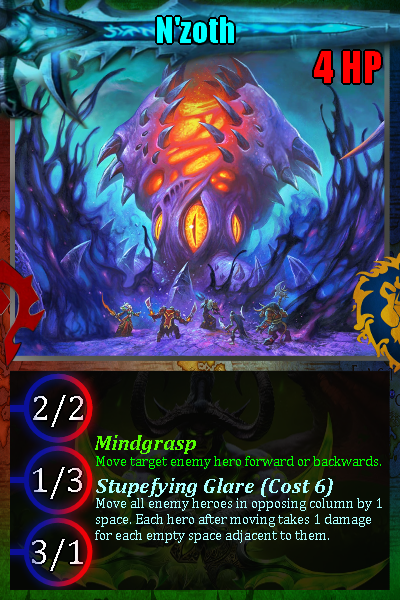 N'zoth
4 HP
2/2
1/3
3/1
Mindgrasp
Move target enemy hero forward or backwards.
Stupefying Glare (Cost 6)
Move all enemy heroes in opposing column by 1
space. Each hero after moving takes 1 damage
for each empty space adjacent to them.